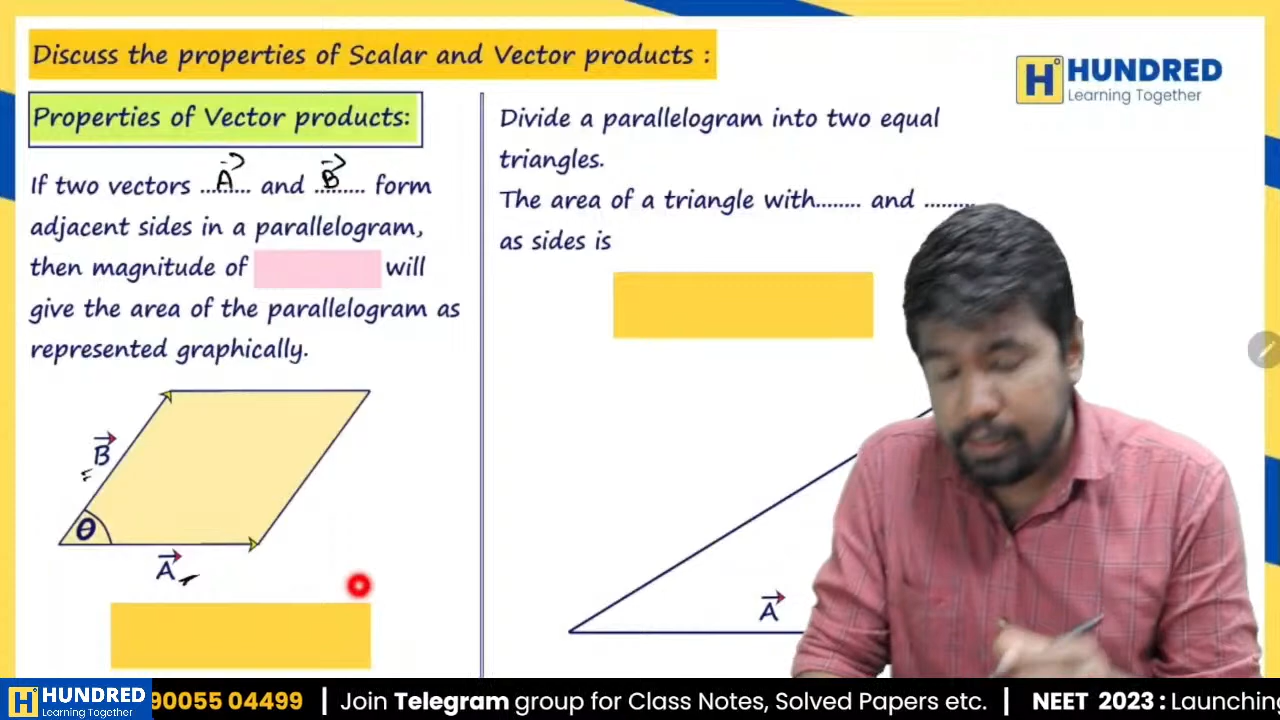 Discuss the properties of Scalar and Vector products :
H° HUNDRED
Learning Together
Properties of Vector products:
If two vectors ....A→.... and ....B→.... form
adjacent sides in a parallelogram,
then magnitude of will
give the area of the parallelogram as
represented graphically.
B→
θ
A→
Divide a parallelogram into two equal
triangles.
The area of a triangle with........ and .........
as sides is
A→
H° HUNDRED
Learning Together
90055 04499 | Join Telegram group for Class Notes, Solved Papers etc. | NEET 2023 : Launching